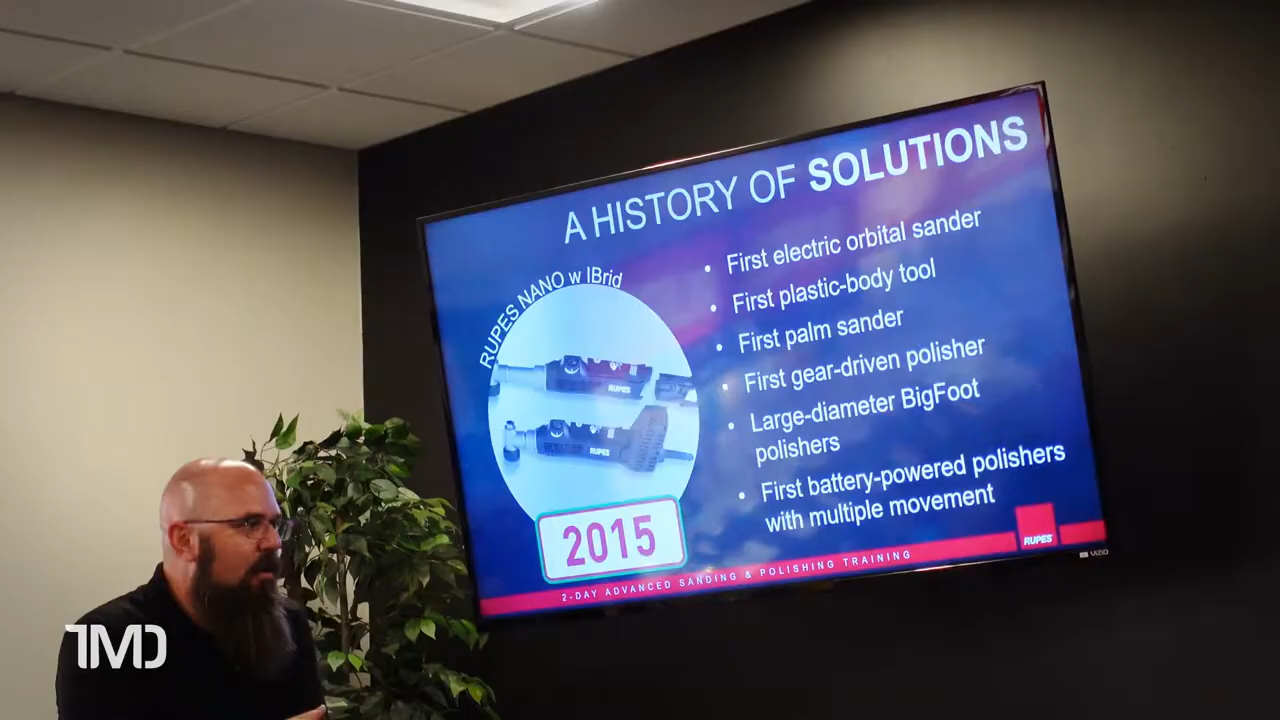 A HISTORY OF SOLUTIONS
RUPES NANO w IBrid
RUPES
RUPES
2015
• First electric orbital sander
• First plastic-body tool
• First palm sander
• First gear-driven polisher
• Large-diameter BigFoot
polishers
• First battery-powered polishers
with multiple movement
RUPES
2-DAY ADVANCED SANDING & POLISHING TRAINING
VIZIO
TMD